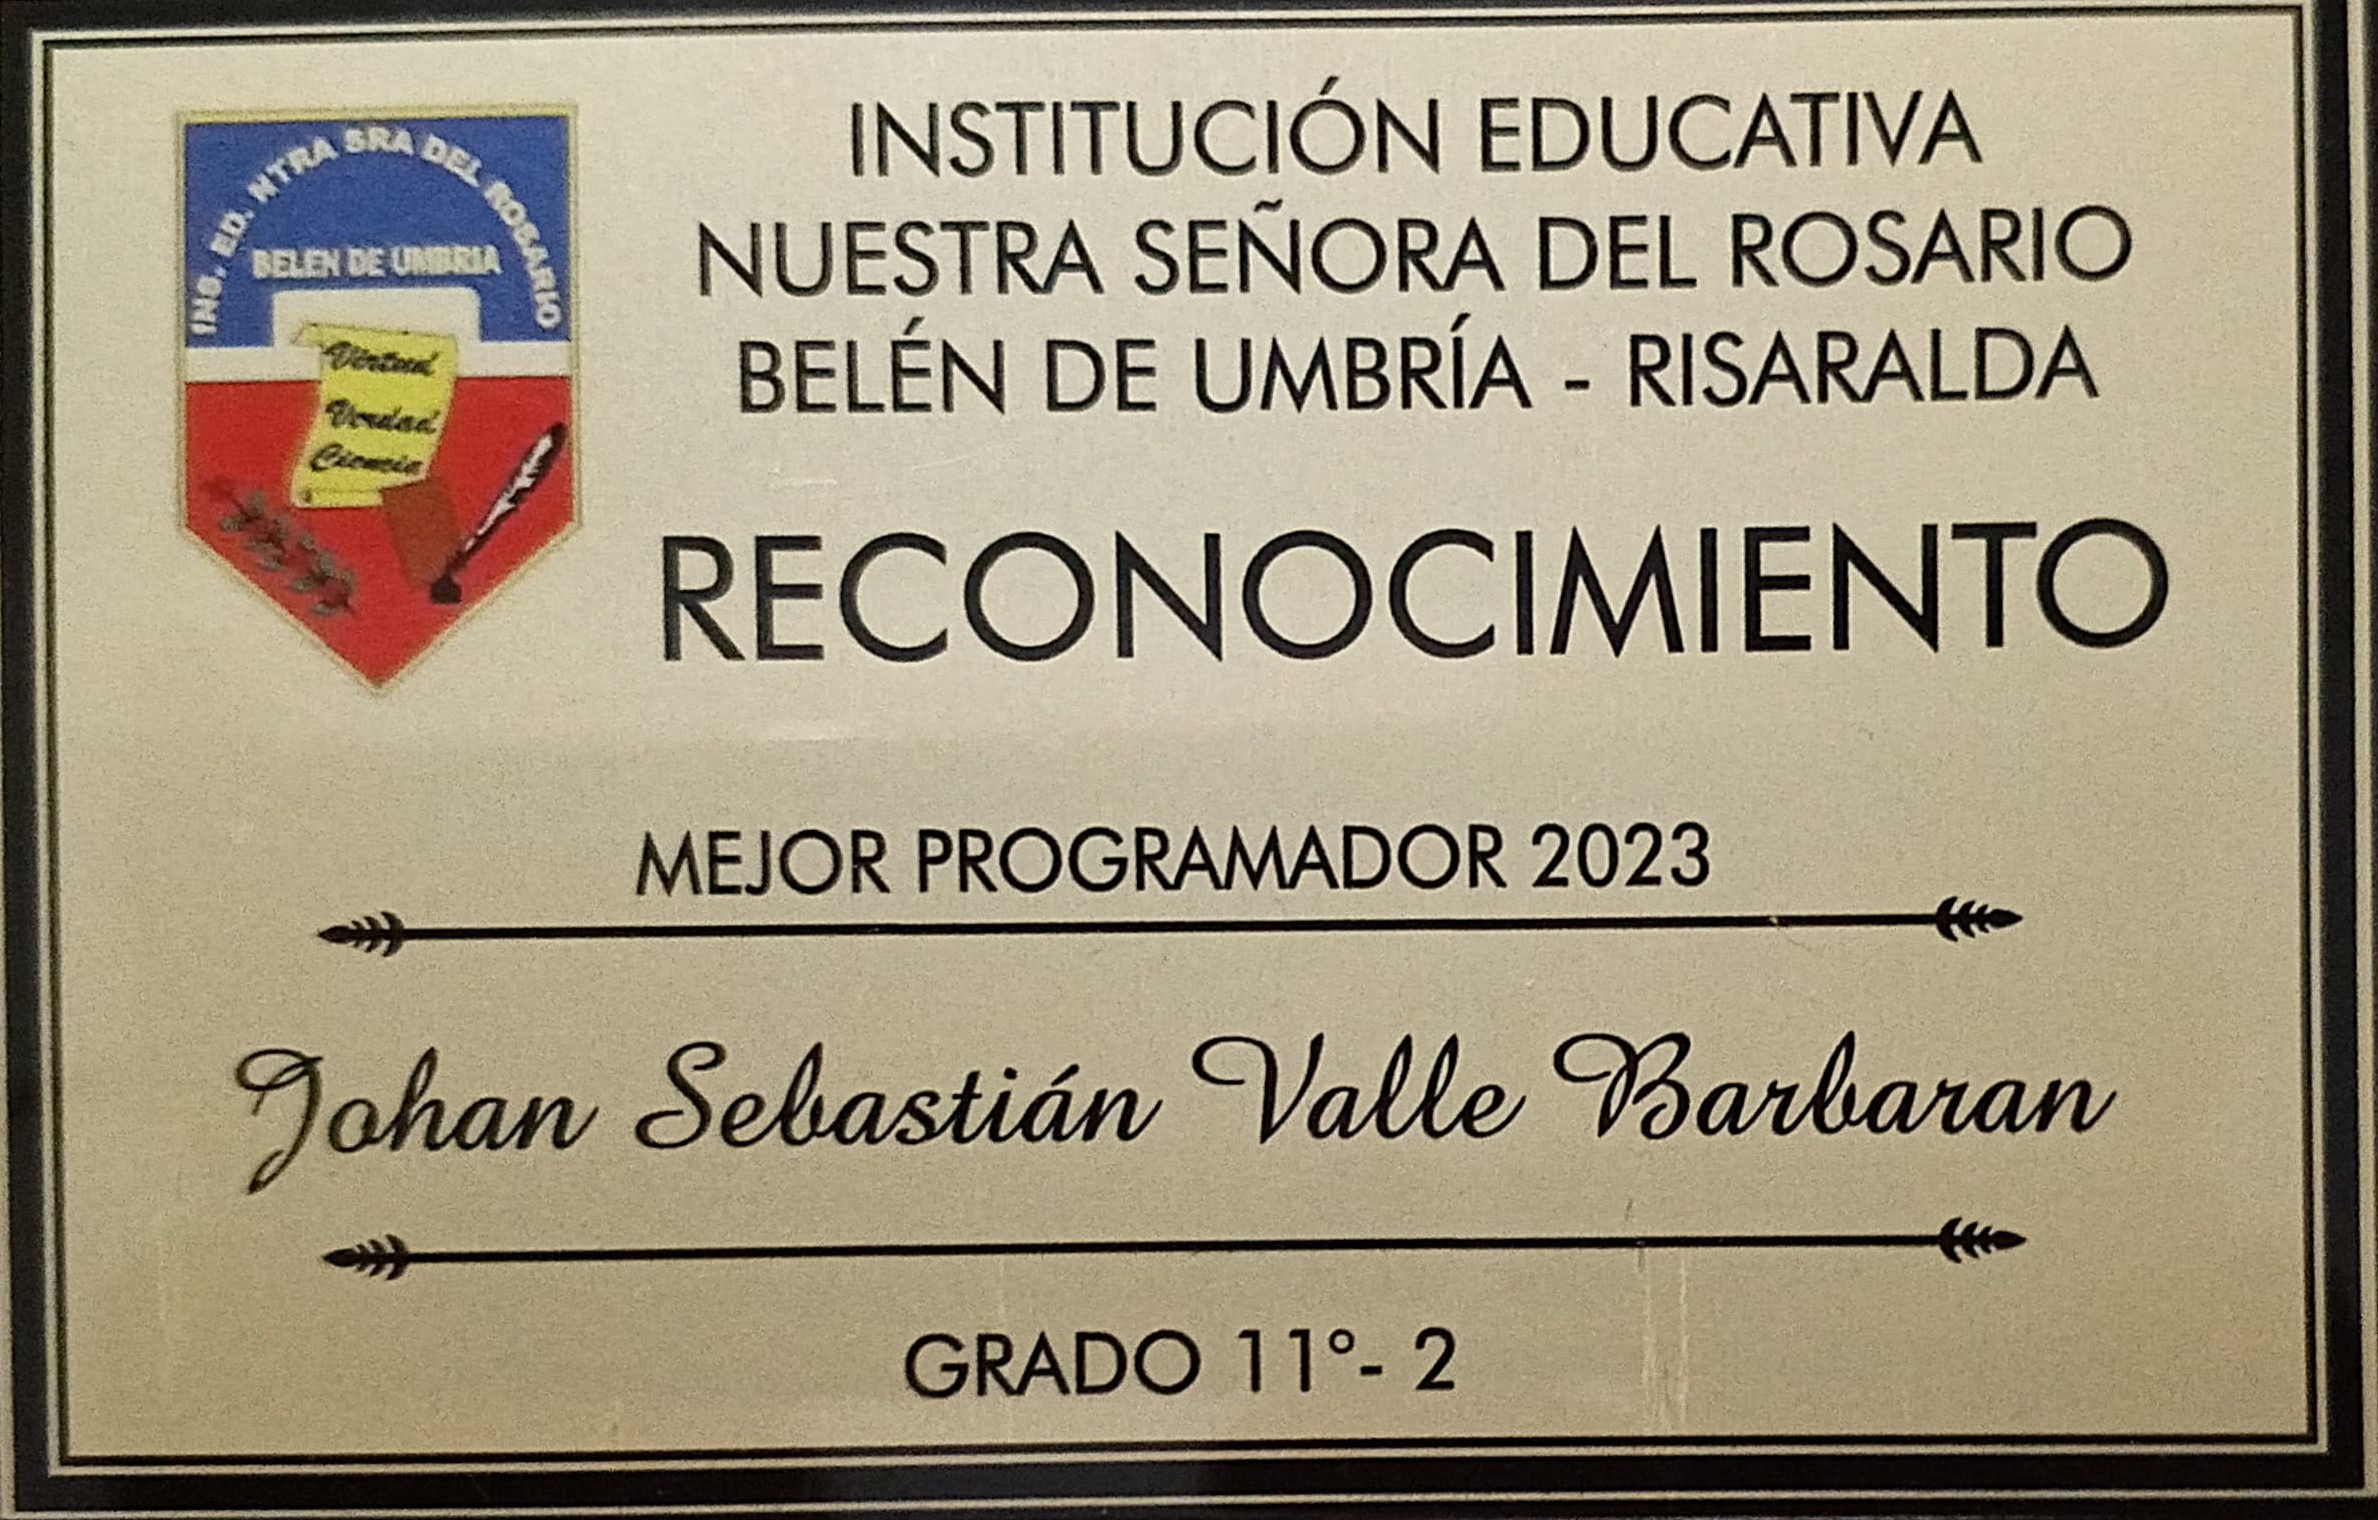 INS. ED. NTRA SRA DEL ROSARIO
BELEN DE UMBRIA
Virtud
Verdad
Ciencia
INSTITUCIÓN EDUCATIVA
NUESTRA SEÑORA DEL ROSARIO
BELÉN DE UMBRÍA - RISARALDA
RECONOCIMIENTO
MEJOR PROGRAMADOR 2023
Johan Sebastián Valle Barbaran
GRADO 11°- 2